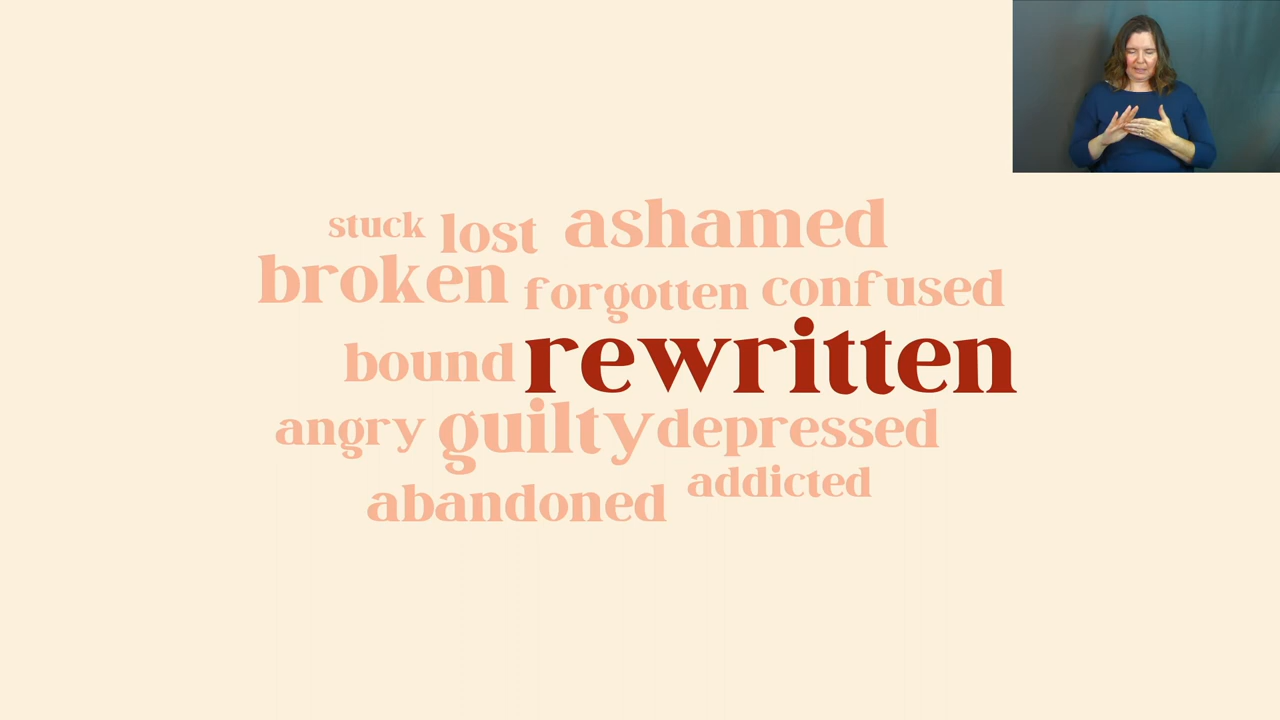 stuck lost ashamed
broken forgotten confused
bound rewritten
angry guilty depressed
abandoned addicted